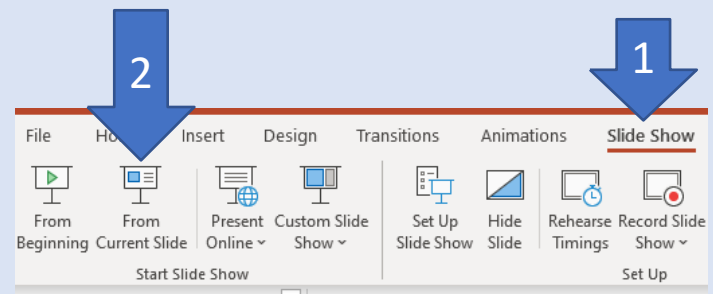 2
1
File Ho Insert Design Transitions Animations Slide Show
From Beginning
From Current Slide
Present Online
Custom Slide Show
Set Up Slide Show
Hide Slide
Rehearse Timings
Record Slide Show
Start Slide Show
Set Up